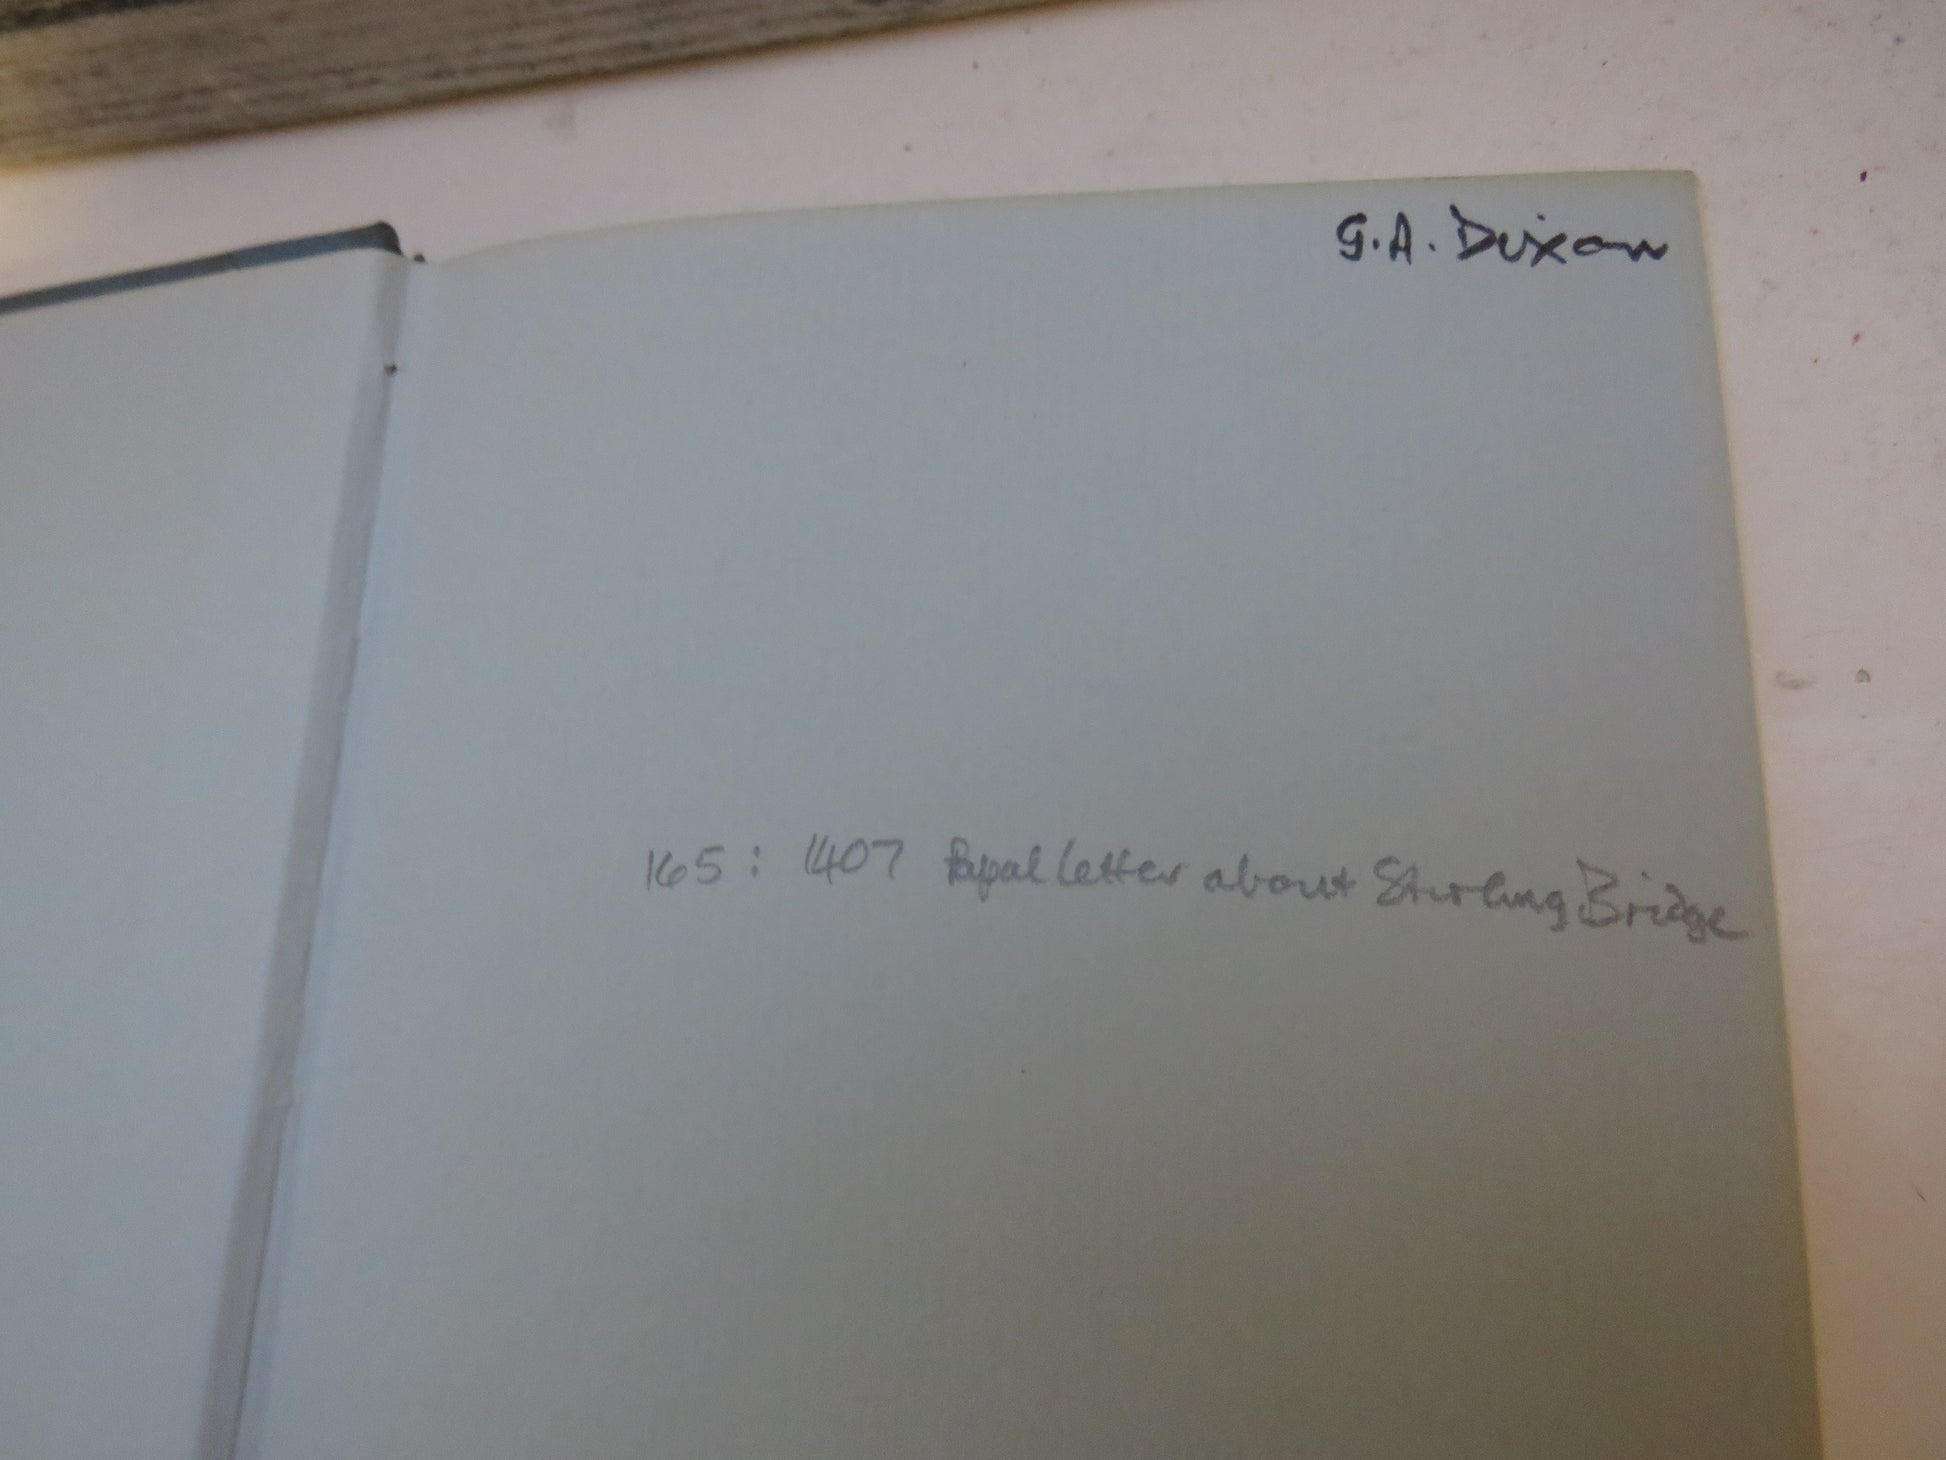 G.A. Dixon
165: 1407 Papal Letter about Stirling Bridge